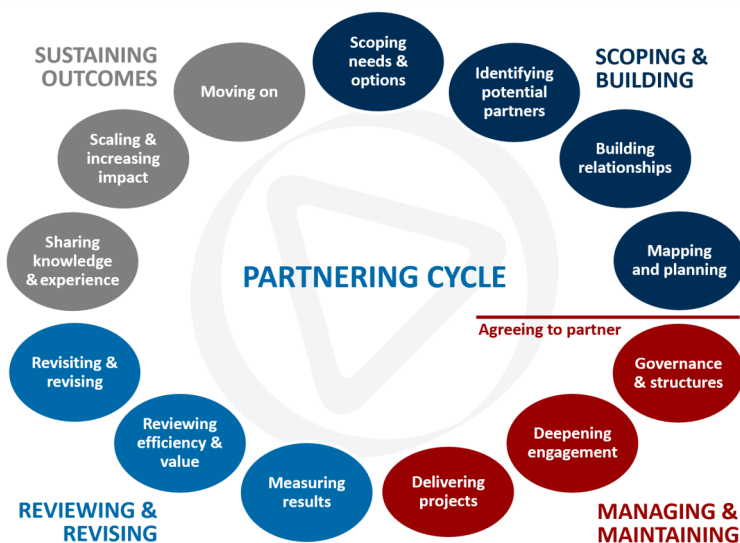 SUSTAINING
OUTCOMES
SCOPING &
BUILDING
Scoping
needs &
options
Identifying
potential
partners
Building
relationships
Mapping
and planning
PARTNERING CYCLE
Agreeing to partner
Governance
& structures
Deepening
engagement
Delivering
projects
MANAGING &
MAINTAINING
Measuring
results
Reviewing
efficiency &
value
Revisiting &
revising
REVIEWING &
REVISING
Sharing
knowledge
& experience
Scaling &
increasing
impact
Moving on